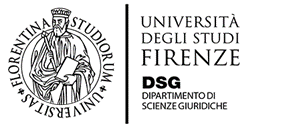 FLORENTINA STUDIORUM UNIVERSITAS
UNIVERSITÀ
DEGLI STUDI
FIRENZE
DSG
DIPARTIMENTO DI
SCIENZE GIURIDICHE